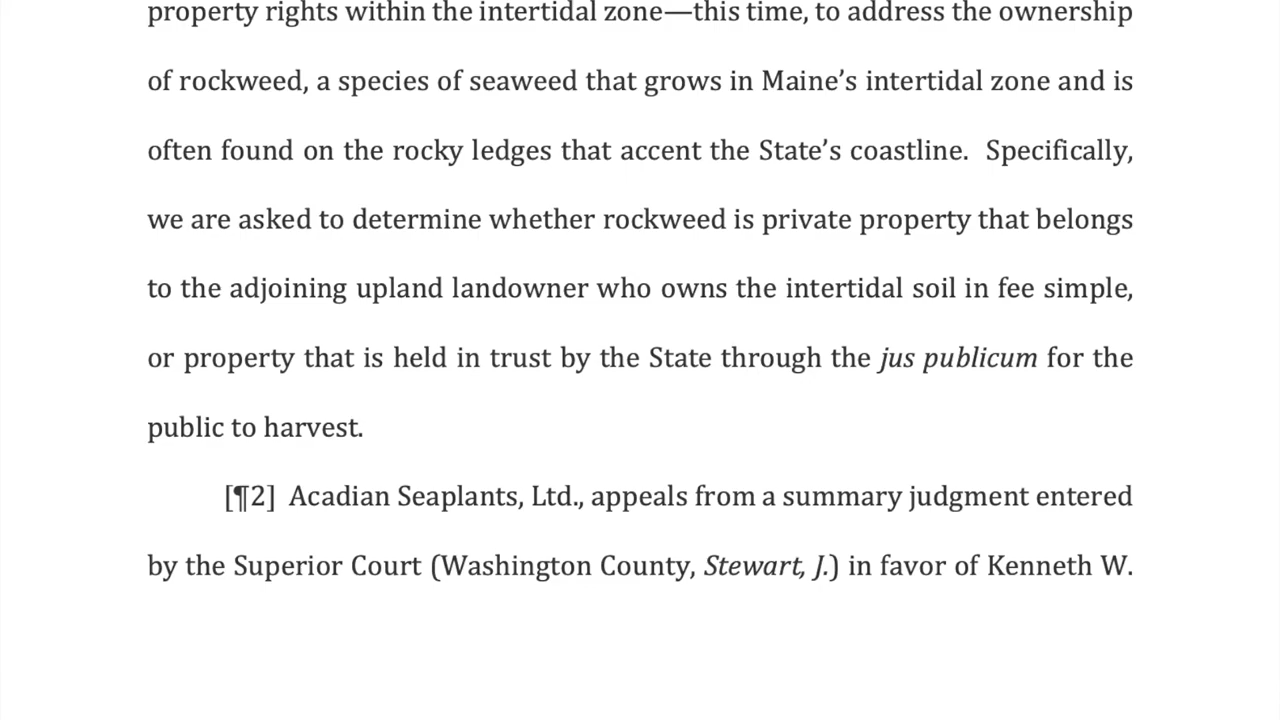 property rights within the intertidal zone—this time, to address the ownership
of rockweed, a species of seaweed that grows in Maine’s intertidal zone and is
often found on the rocky ledges that accent the State’s coastline.  Specifically,
we are asked to determine whether rockweed is private property that belongs
to the adjoining upland landowner who owns the intertidal soil in fee simple,
or property that is held in trust by the State through the jus publicum for the
public to harvest.
[¶2]  Acadian Seaplants, Ltd., appeals from a summary judgment entered
by the Superior Court (Washington County, Stewart, J.) in favor of Kenneth W.